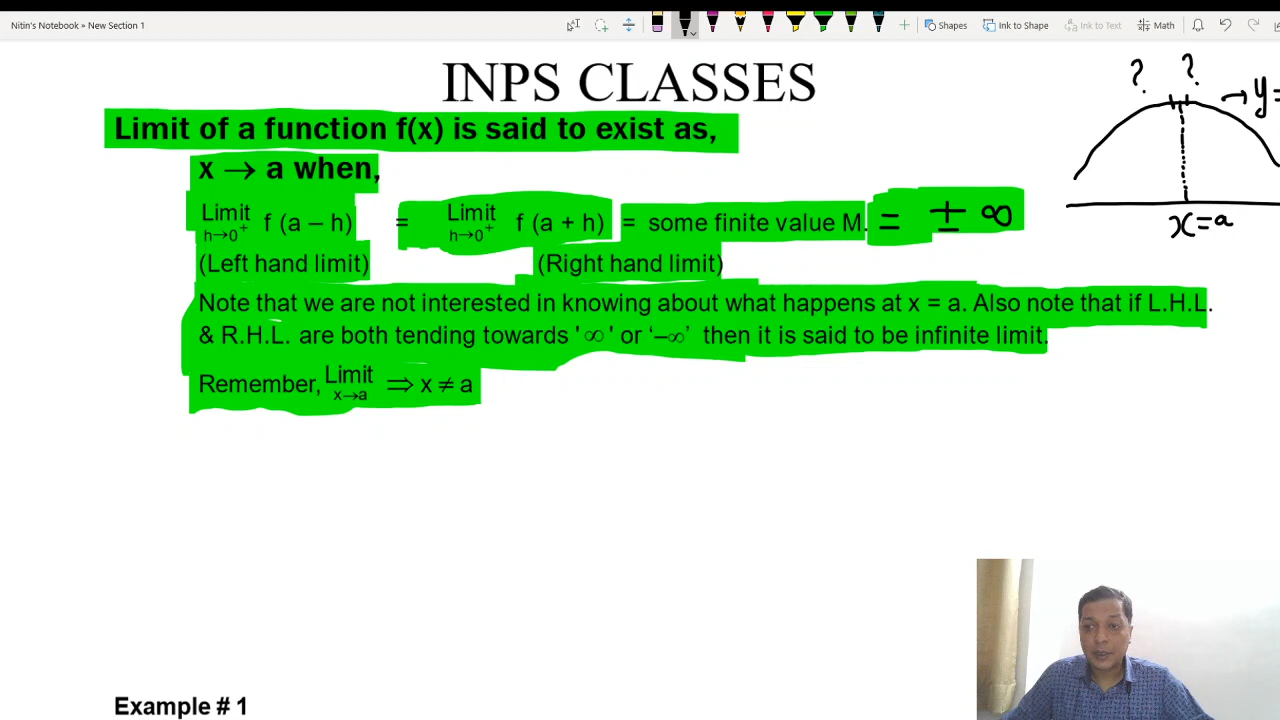 Nitin's Notebook » New Section 1
Shapes Ink to Shape Ink to Text Math
INPS CLASSES
? ?
y=
x=a
Limit of a function f(x) is said to exist as,
x → a when,
Limit h→0⁺ f (a − h) = Limit h→0⁺ f (a + h) = some finite value M. = ± ∞
(Left hand limit) (Right hand limit)
Note that we are not interested in knowing about what happens at x = a. Also note that if L.H.L.
& R.H.L. are both tending towards ' ∞ ' or ‘−∞’ then it is said to be infinite limit.
Remember, Limit x→a ⇒ x ≠ a
Example # 1